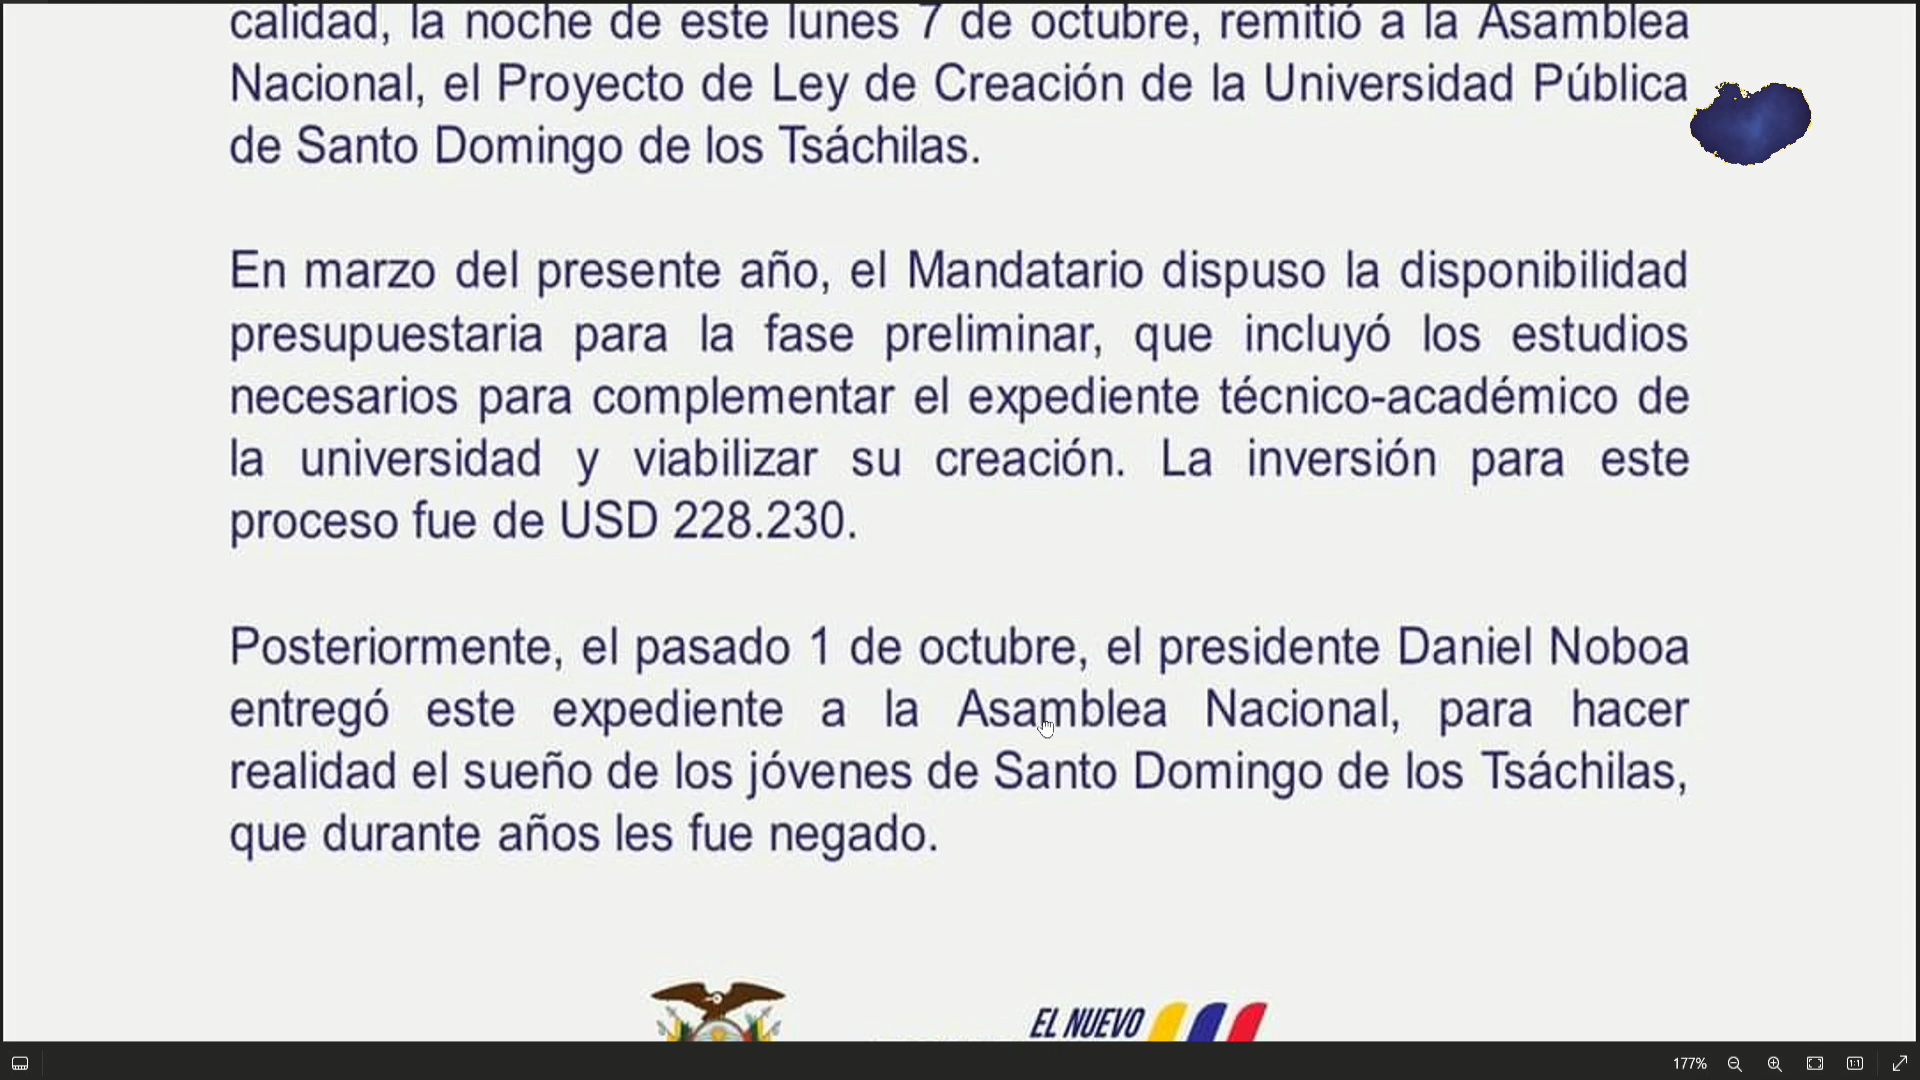 calidad, la noche de este lunes 7 de octubre, remitió a la Asamblea
Nacional, el Proyecto de Ley de Creación de la Universidad Pública
de Santo Domingo de los Tsáchilas.
En marzo del presente año, el Mandatario dispuso la disponibilidad
presupuestaria para la fase preliminar, que incluyó los estudios
necesarios para complementar el expediente técnico-académico de
la universidad y viabilizar su creación. La inversión para este
proceso fue de USD 228.230.
Posteriormente, el pasado 1 de octubre, el presidente Daniel Noboa
entregó este expediente a la Asamblea Nacional, para hacer
realidad el sueño de los jóvenes de Santo Domingo de los Tsáchilas,
que durante años les fue negado.
EL NUEVO
177%
1:1